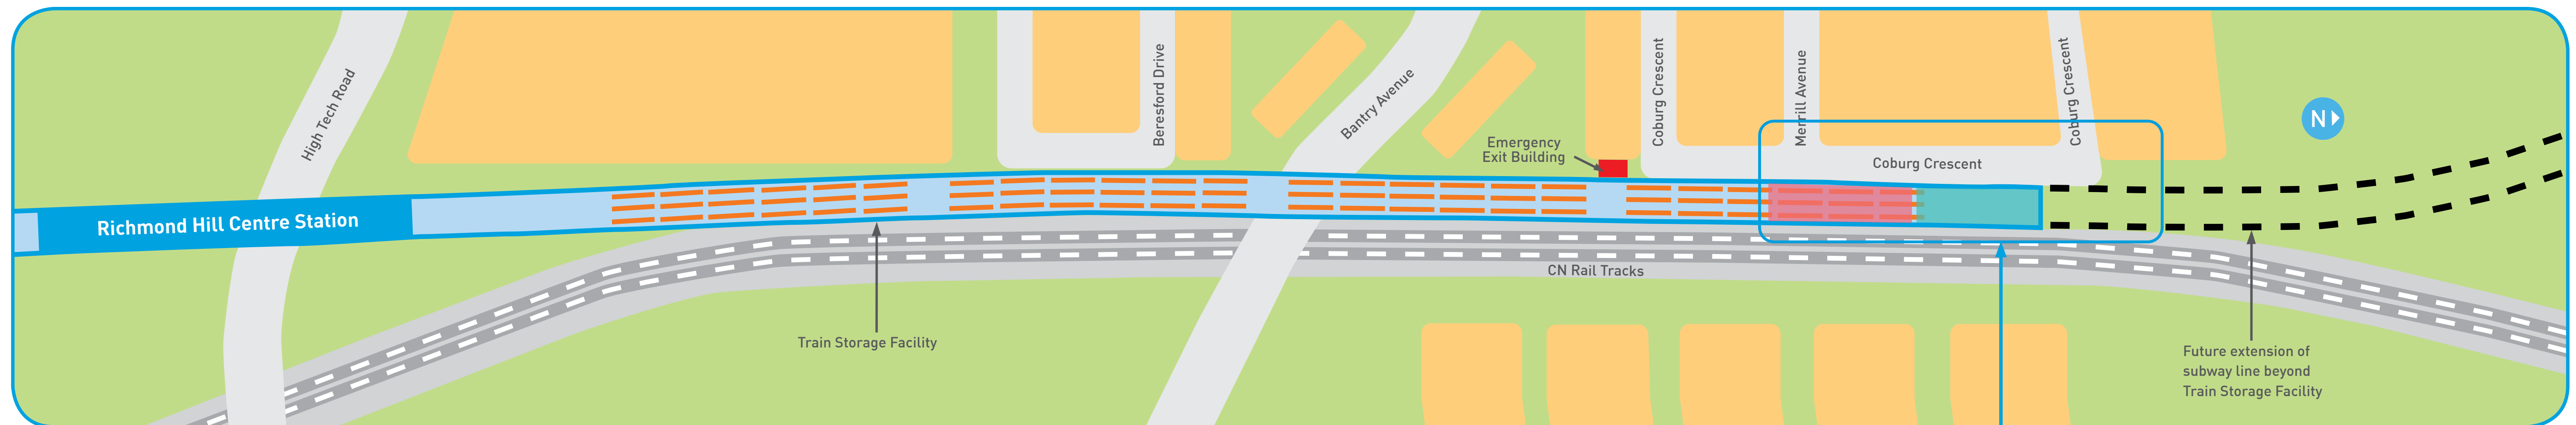 High Tech Road
Richmond Hill Centre Station
Train Storage Facility
Beresford Drive
Bantry Avenue
Emergency
Exit Building
CN Rail Tracks
Coburg Crescent
Merrill Avenue
Coburg Crescent
Coburg Crescent
N
Future extension of
subway line beyond
Train Storage Facility